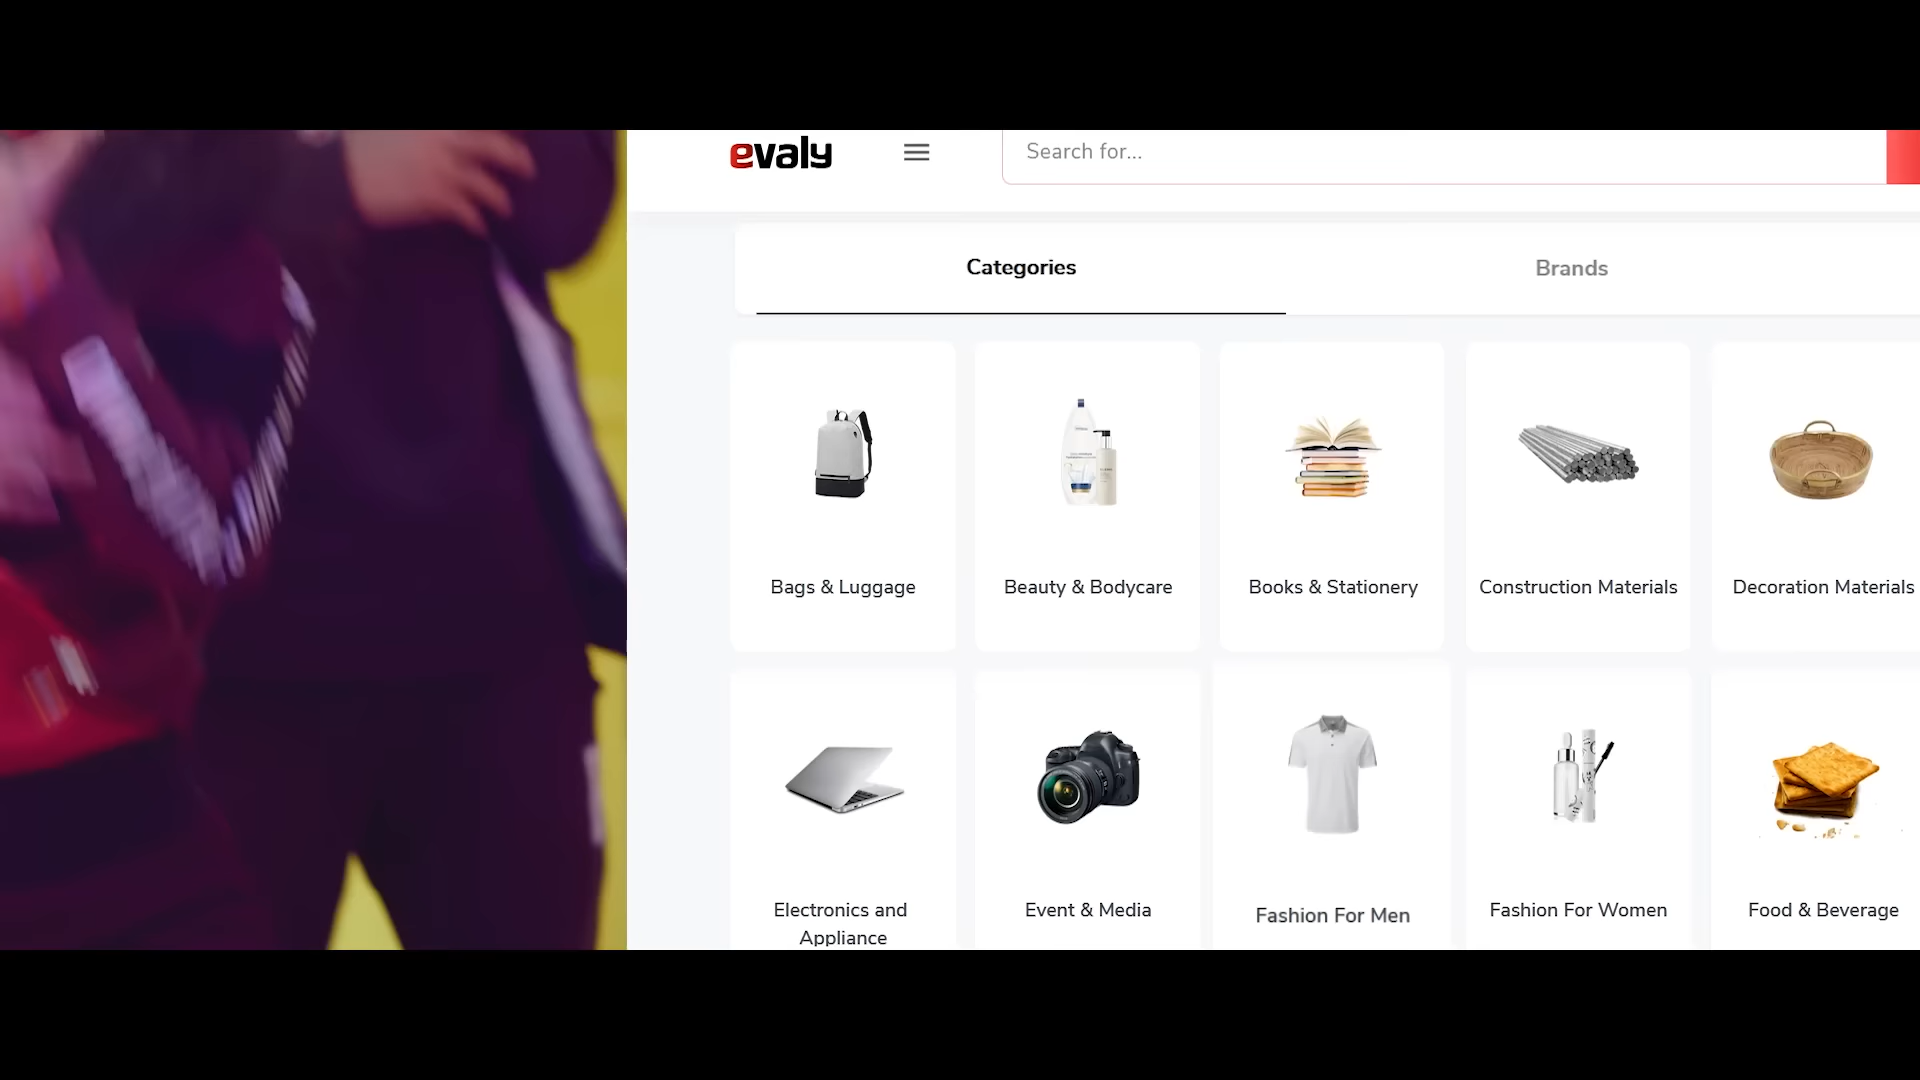 evaly
Search for...
Categories
Brands
Bags & Luggage
Beauty & Bodycare
Books & Stationery
Construction Materials
Decoration Materials
Electronics and
Appliance
Event & Media
Fashion For Men
Fashion For Women
Food & Beverage